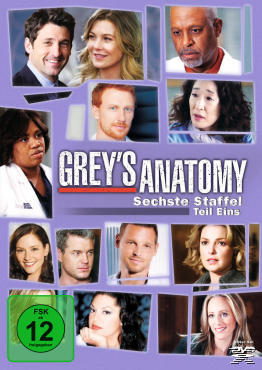 GREY'S ANATOMY
Sechste Staffel
Teil Eins
FSK
ab
12
freigegeben
DVD